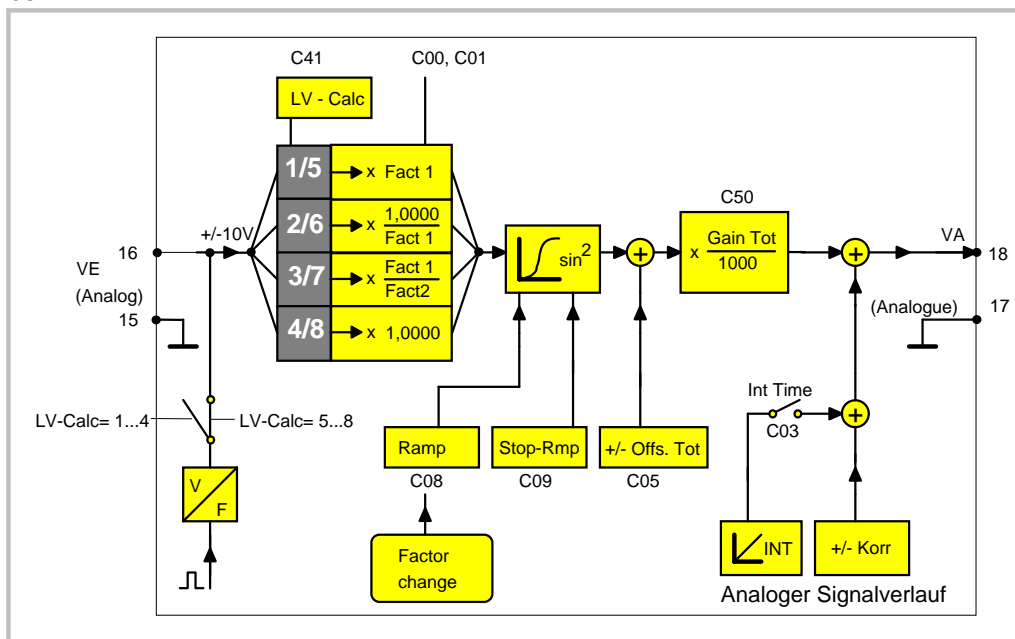 C41
C00, C01
LV - Calc
1/5
x Fact 1
2/6
x 1,0000
Fact 1
3/7
x Fact 1
Fact2
4/8
x 1,0000
+/-10V
16
VE
(Analog)
15
sin²
C50
x Gain Tot
1000
VA
18
(Analogue)
17
LV-Calc= 1...4
LV-Calc= 5...8
Int Time
C03
Ramp
Stop-Rmp
+/- Offs. Tot
C08
C09
C05
V
F
Factor
change
INT
+/- Korr
Analoger Signalverlauf